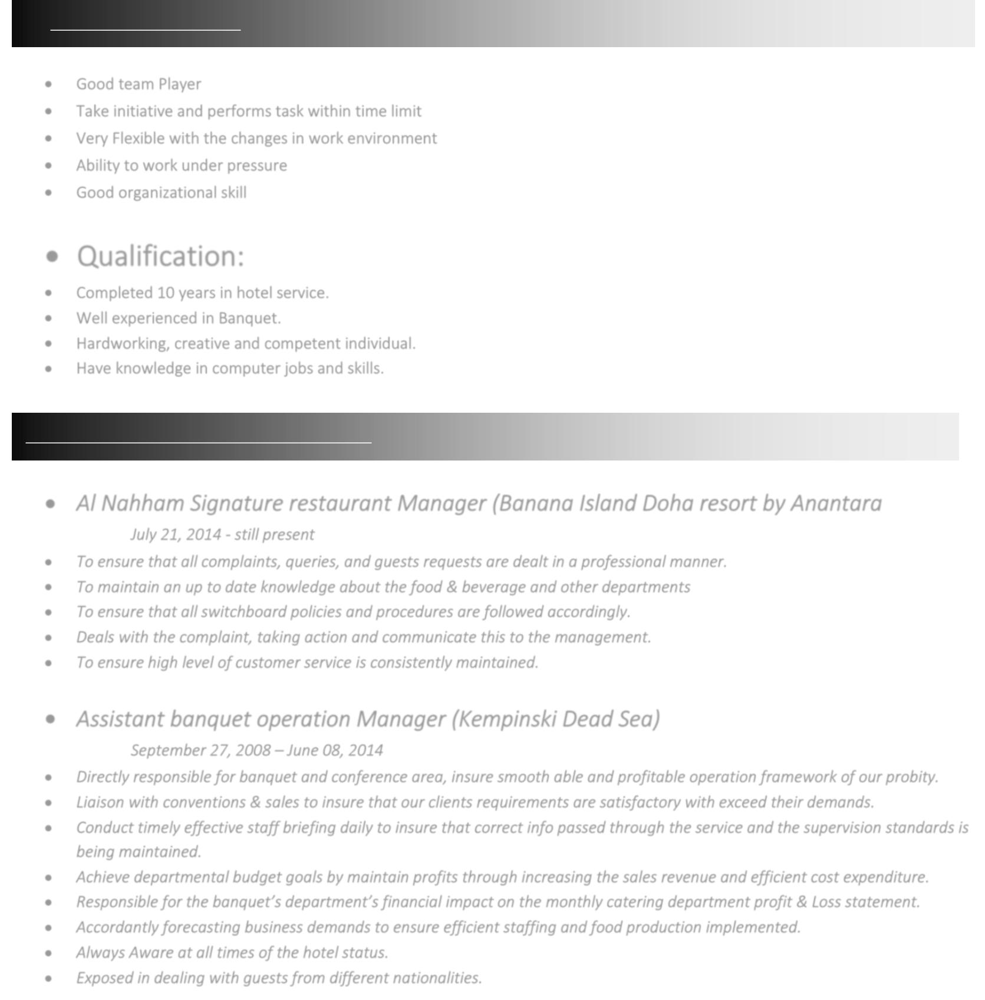 • Good team Player
• Take initiative and performs task within time limit
• Very Flexible with the changes in work environment
• Ability to work under pressure
• Good organizational skill
• Qualification:
• Completed 10 years in hotel service.
• Well experienced in Banquet.
• Hardworking, creative and competent individual.
• Have knowledge in computer jobs and skills.
• Al Nahham Signature restaurant Manager (Banana Island Doha resort by Anantara
July 21, 2014 - still present
• To ensure that all complaints, queries, and guests requests are dealt in a professional manner.
• To maintain an up to date knowledge about the food & beverage and other departments
• To ensure that all switchboard policies and procedures are followed accordingly.
• Deals with the complaint, taking action and communicate this to the management.
• To ensure high level of customer service is consistently maintained.
• Assistant banquet operation Manager (Kempinski Dead Sea)
September 27, 2008 – June 08, 2014
• Directly responsible for banquet and conference area, insure smooth able and profitable operation framework of our probity.
• Liaison with conventions & sales to insure that our clients requirements are satisfactory with exceed their demands.
• Conduct timely effective staff briefing daily to insure that correct info passed through the service and the supervision standards is
being maintained.
• Achieve departmental budget goals by maintain profits through increasing the sales revenue and efficient cost expenditure.
• Responsible for the banquet’s department’s financial impact on the monthly catering department profit & Loss statement.
• Accordantly forecasting business demands to ensure efficient staffing and food production implemented.
• Always Aware at all times of the hotel status.
• Exposed in dealing with guests from different nationalities.